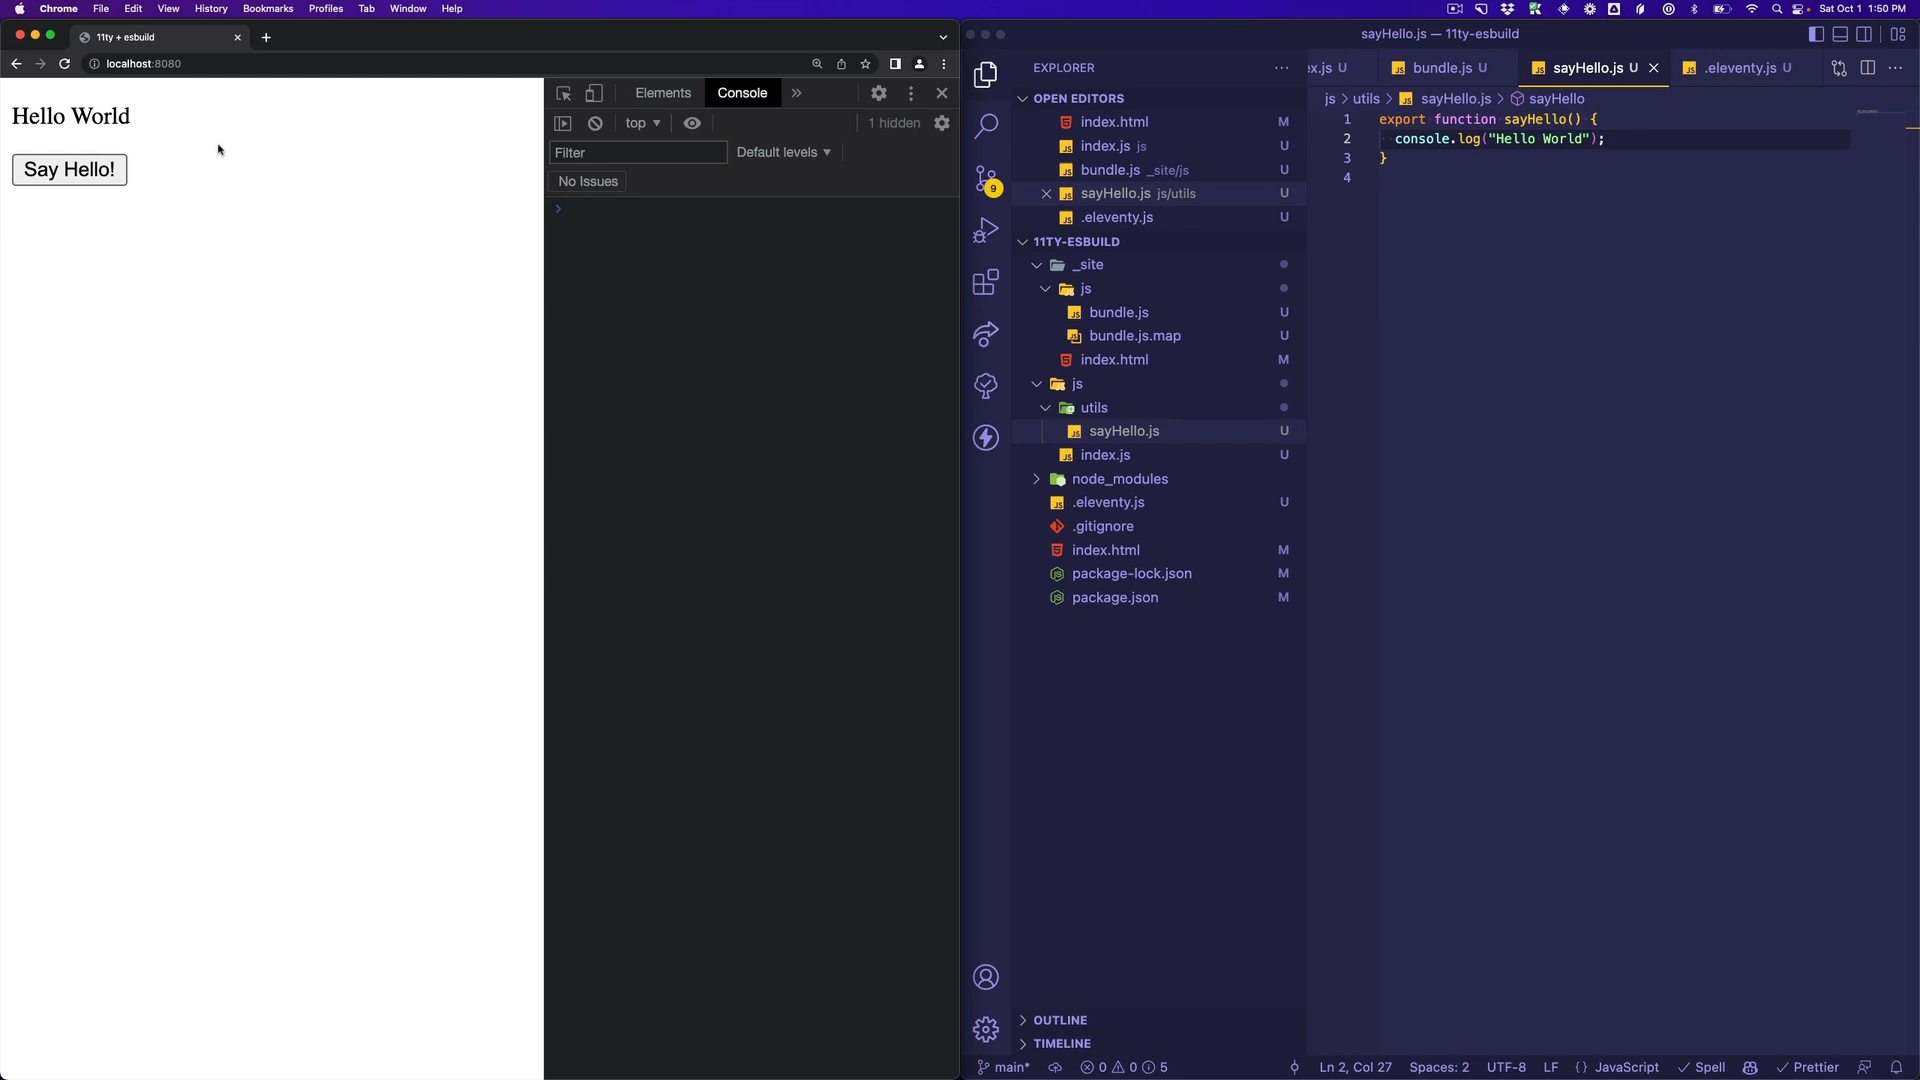 Chrome File Edit View History Bookmarks Profiles Tab Window Help
Sat Oct 1 1:50 PM
11ty + esbuild
localhost:8080
Hello World
Say Hello!
Elements Console
top
1 hidden
Filter
Default levels
No Issues
sayHello.js — 11ty-esbuild
EXPLORER
ex.js U
bundle.js U
sayHello.js U
.eleventy.js U
js > utils > sayHello.js > sayHello
OPEN EDITORS
index.html M
index.js js U
bundle.js _site/js U
sayHello.js js/utils U
.eleventy.js U
9
11TY-ESBUILD
_site
js
bundle.js U
bundle.js.map U
index.html M
js
utils
sayHello.js U
index.js U
node_modules
.eleventy.js U
.gitignore
index.html M
package-lock.json M
package.json M
OUTLINE
TIMELINE
1 export function sayHello() {
2 console.log("Hello World");
3 }
4
main* 0 0 5
Ln 2, Col 27 Spaces: 2 UTF-8 LF {} JavaScript Spell Prettier